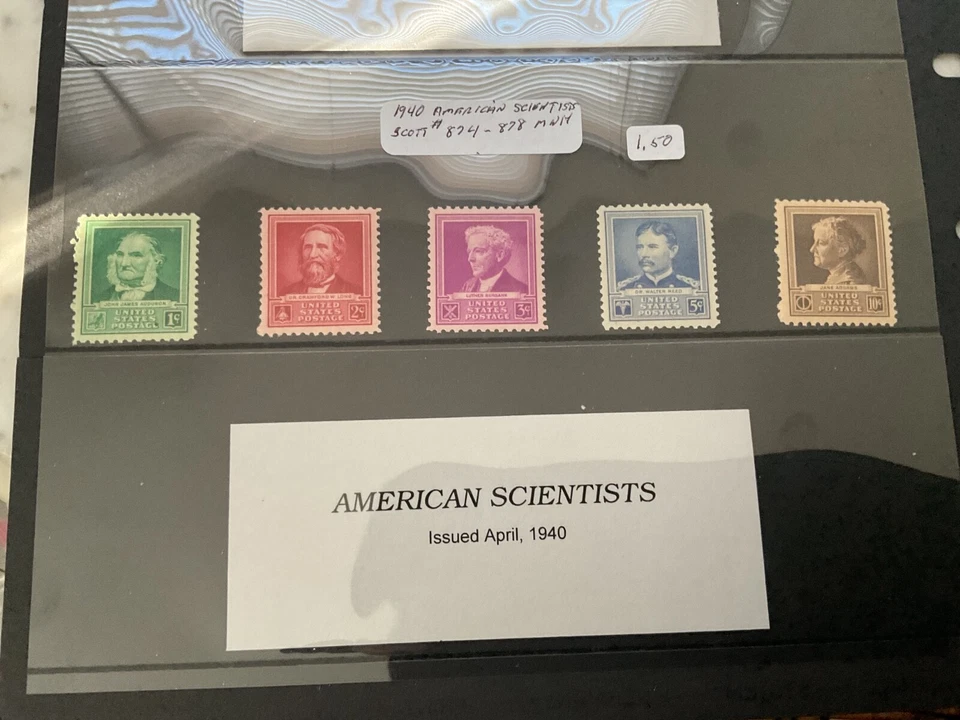 1940 AMERICAN SCIENTISTS
SCOTT # 874 - 878 MNH
1.50
JOHN JAMES AUDUBON
UNITED
STATES
POSTAGE
1¢
DR. CRAWFORD W. LONG
UNITED
STATES
POSTAGE
2¢
LUTHER BURBANK
UNITED
STATES
POSTAGE
3¢
DR. WALTER REED
UNITED
STATES
POSTAGE
5¢
JANE ADDAMS
UNITED
STATES
POSTAGE
10¢
AMERICAN SCIENTISTS
Issued April, 1940